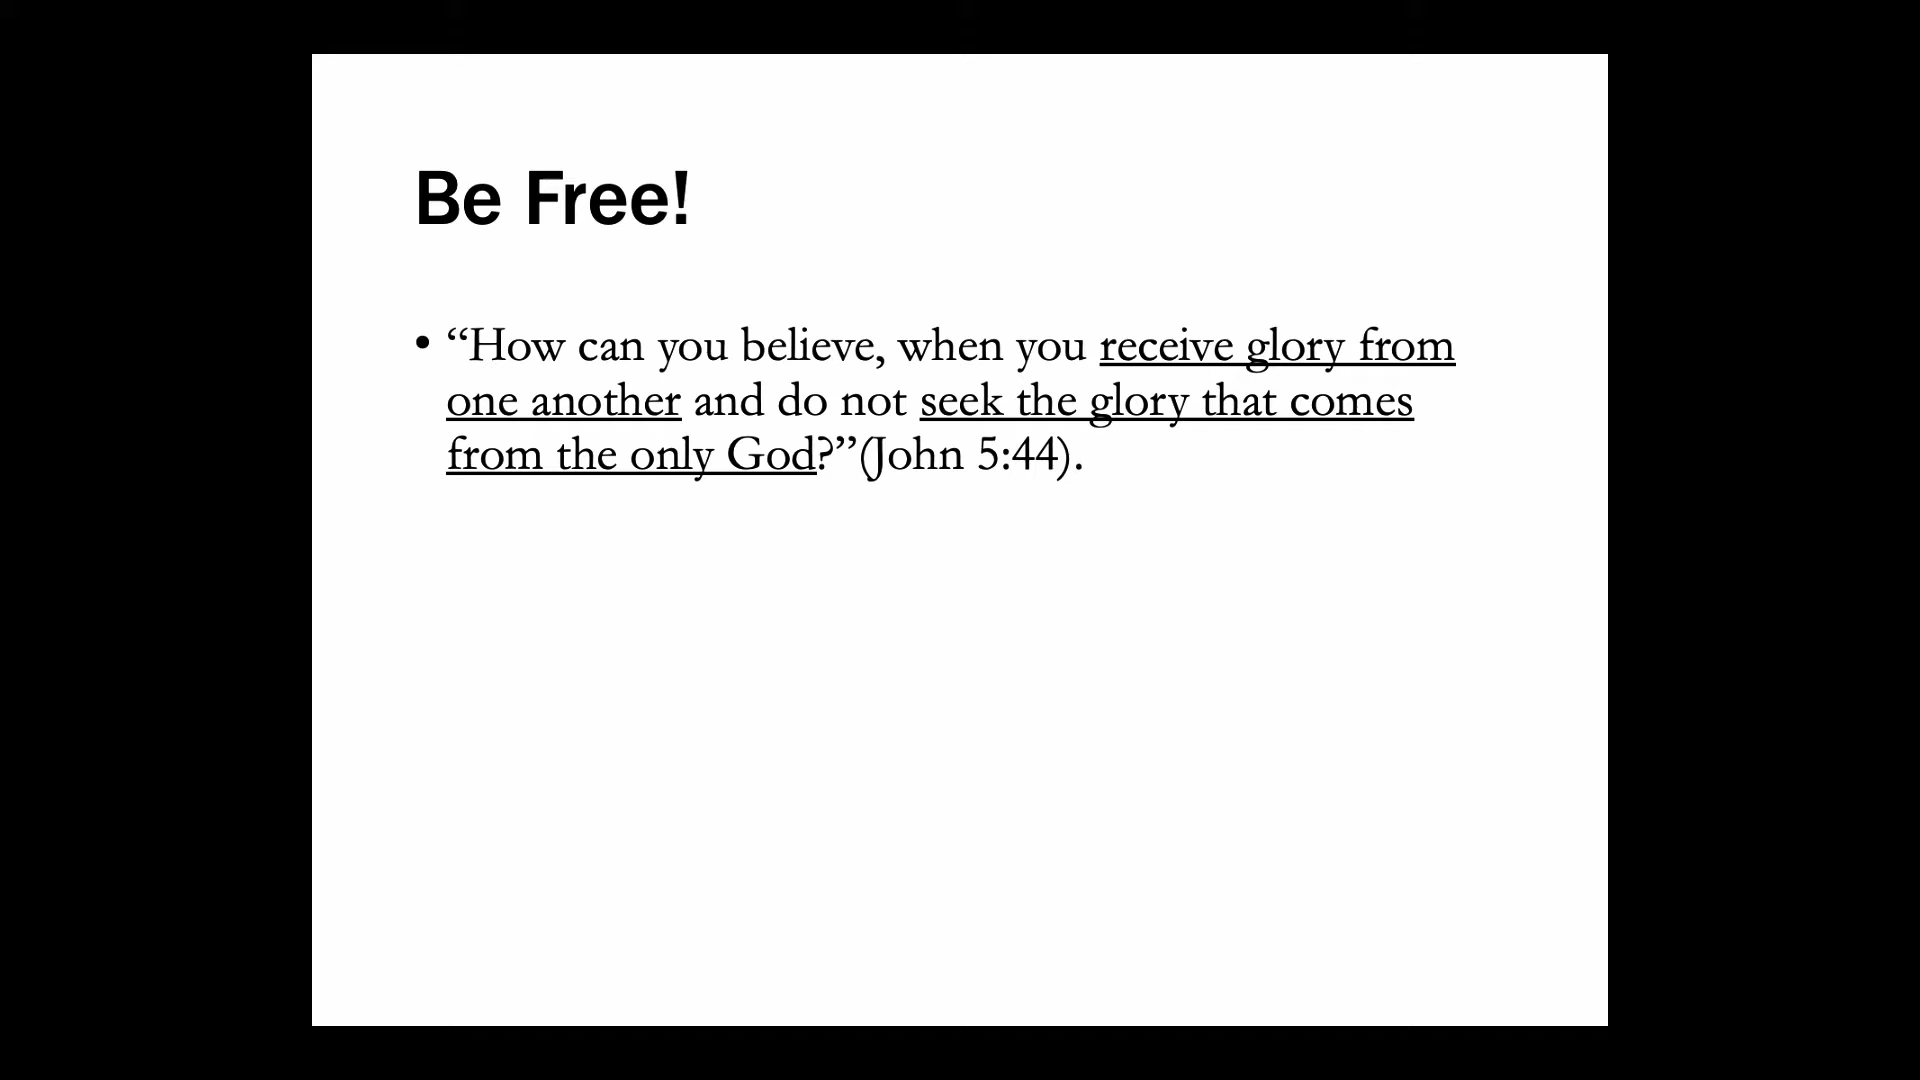 Be Free!
• “How can you believe, when you receive glory from
one another and do not seek the glory that comes
from the only God?”(John 5:44).